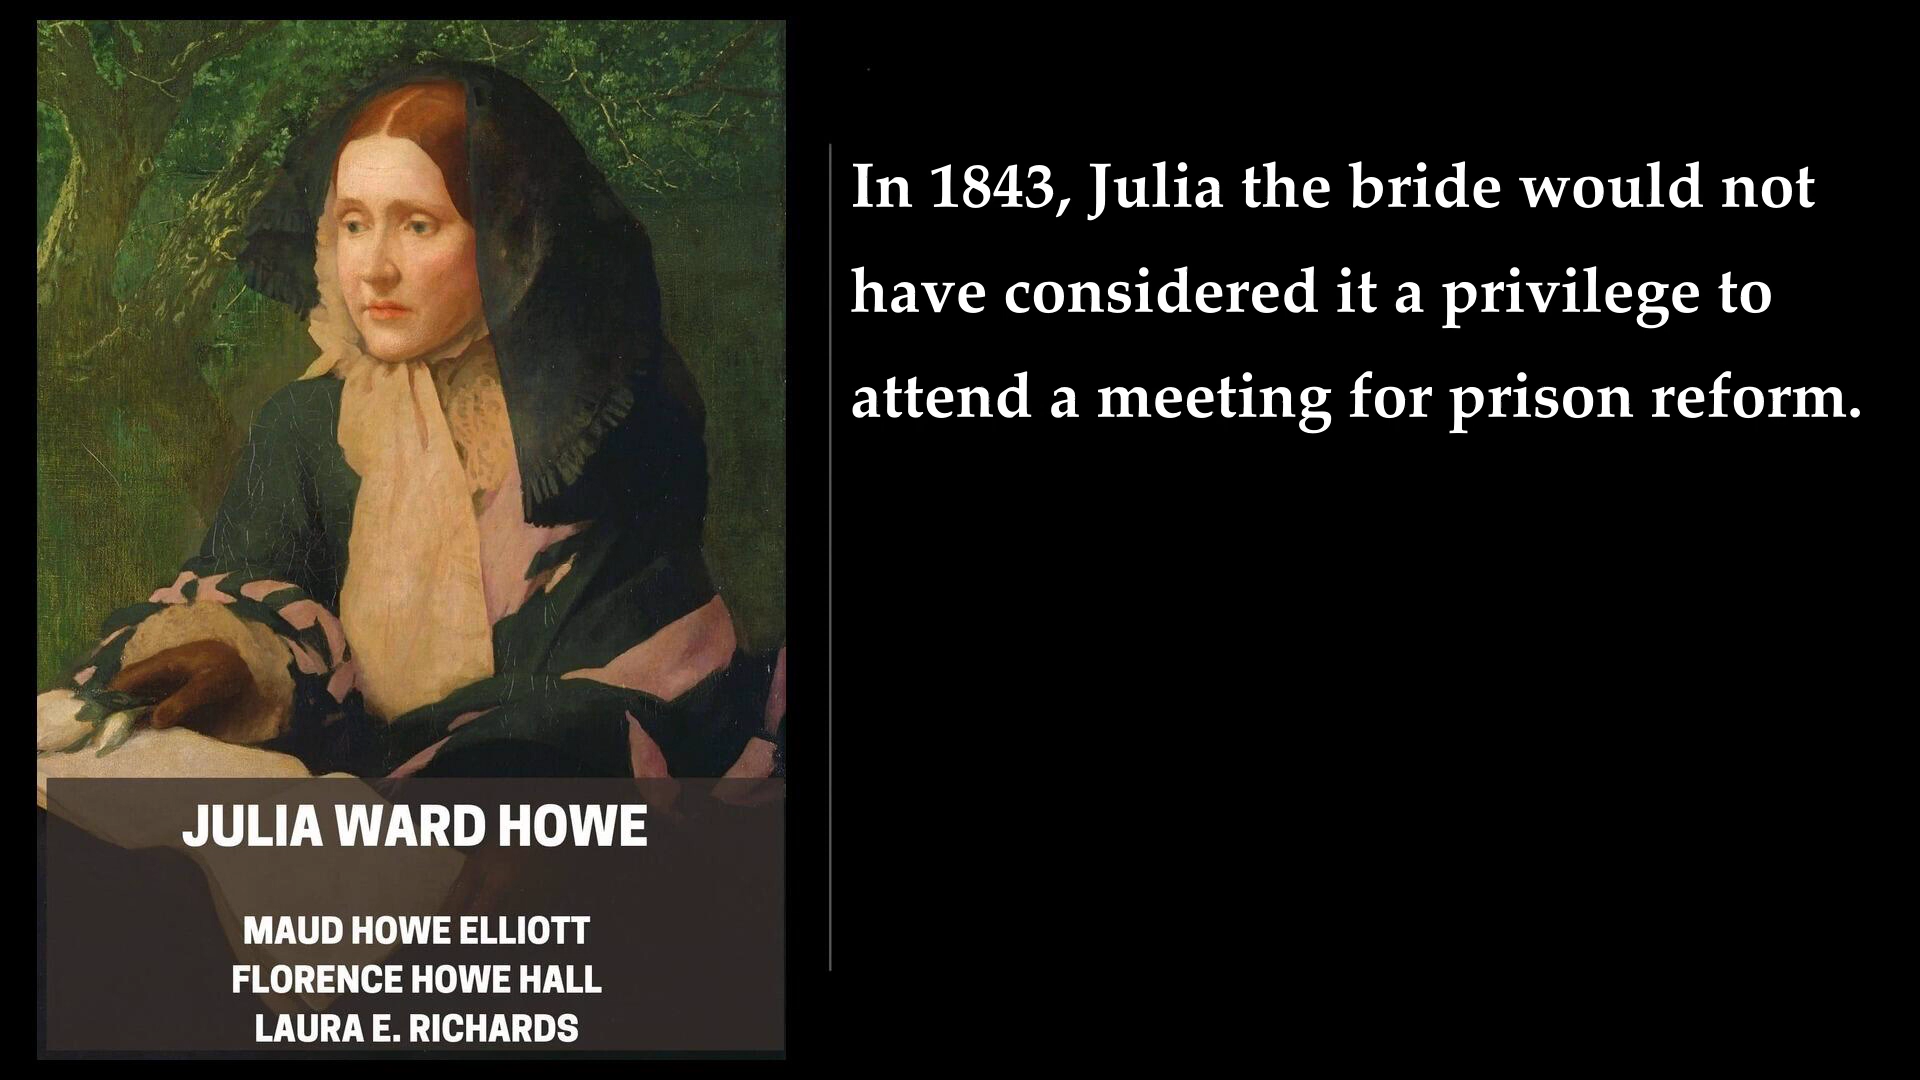 JULIA WARD HOWE
MAUD HOWE ELLIOTT
FLORENCE HOWE HALL
LAURA E. RICHARDS
In 1843, Julia the bride would not
have considered it a privilege to
attend a meeting for prison reform.